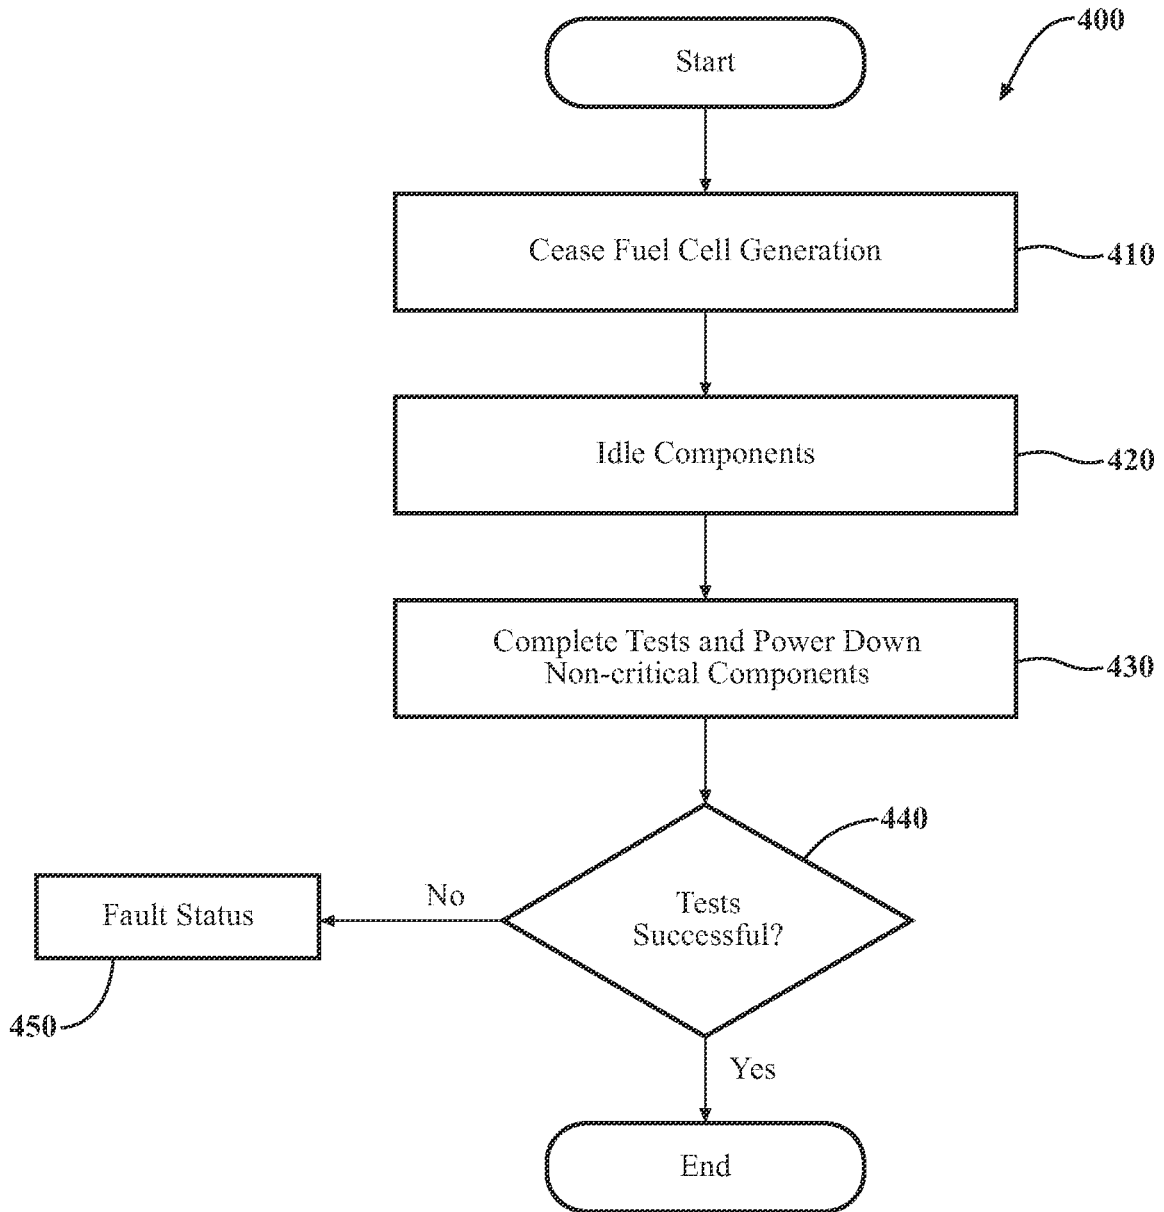 400
Start
Cease Fuel Cell Generation
410
Idle Components
420
Complete Tests and Power Down
Non-critical Components
430
440
Tests
Successful?
No
Fault Status
450
Yes
End